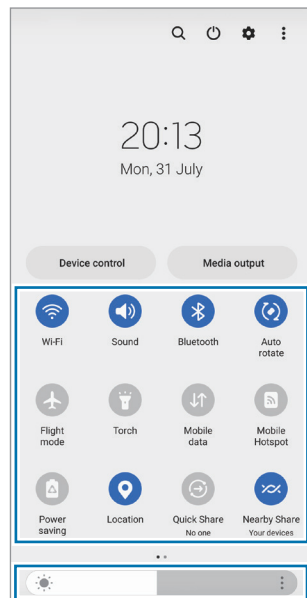 20:13
Mon, 31 July
Device control Media output
Wi-Fi Sound Bluetooth Auto
rotate
Flight
mode
Torch Mobile
data
Mobile
Hotspot
Power
saving
Location Quick Share
No one
Nearby Share
Your devices